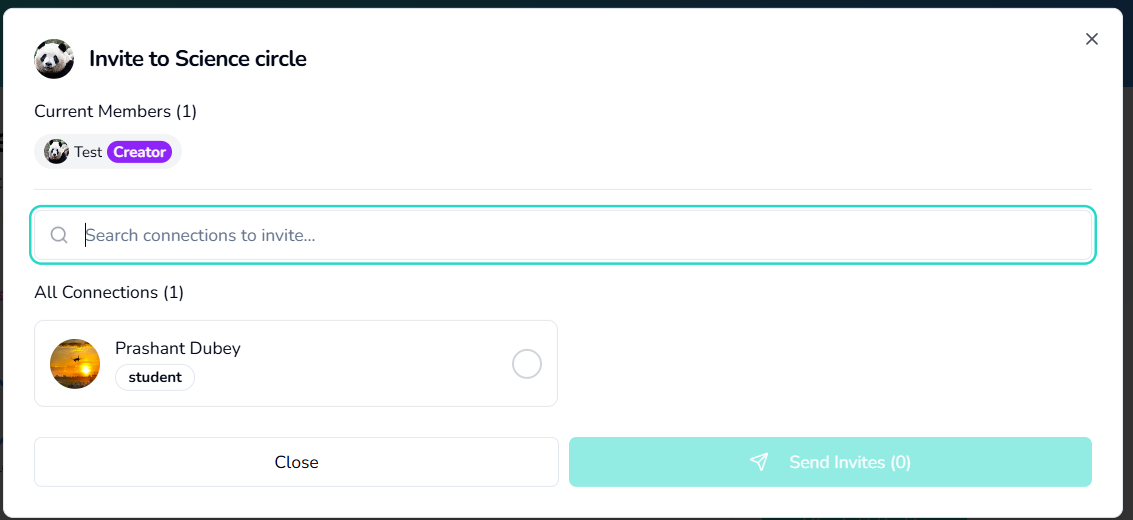 Invite to Science circle
Current Members (1)
Test Creator
Search connections to invite...
All Connections (1)
Prashant Dubey
student
Close
Send Invites (0)